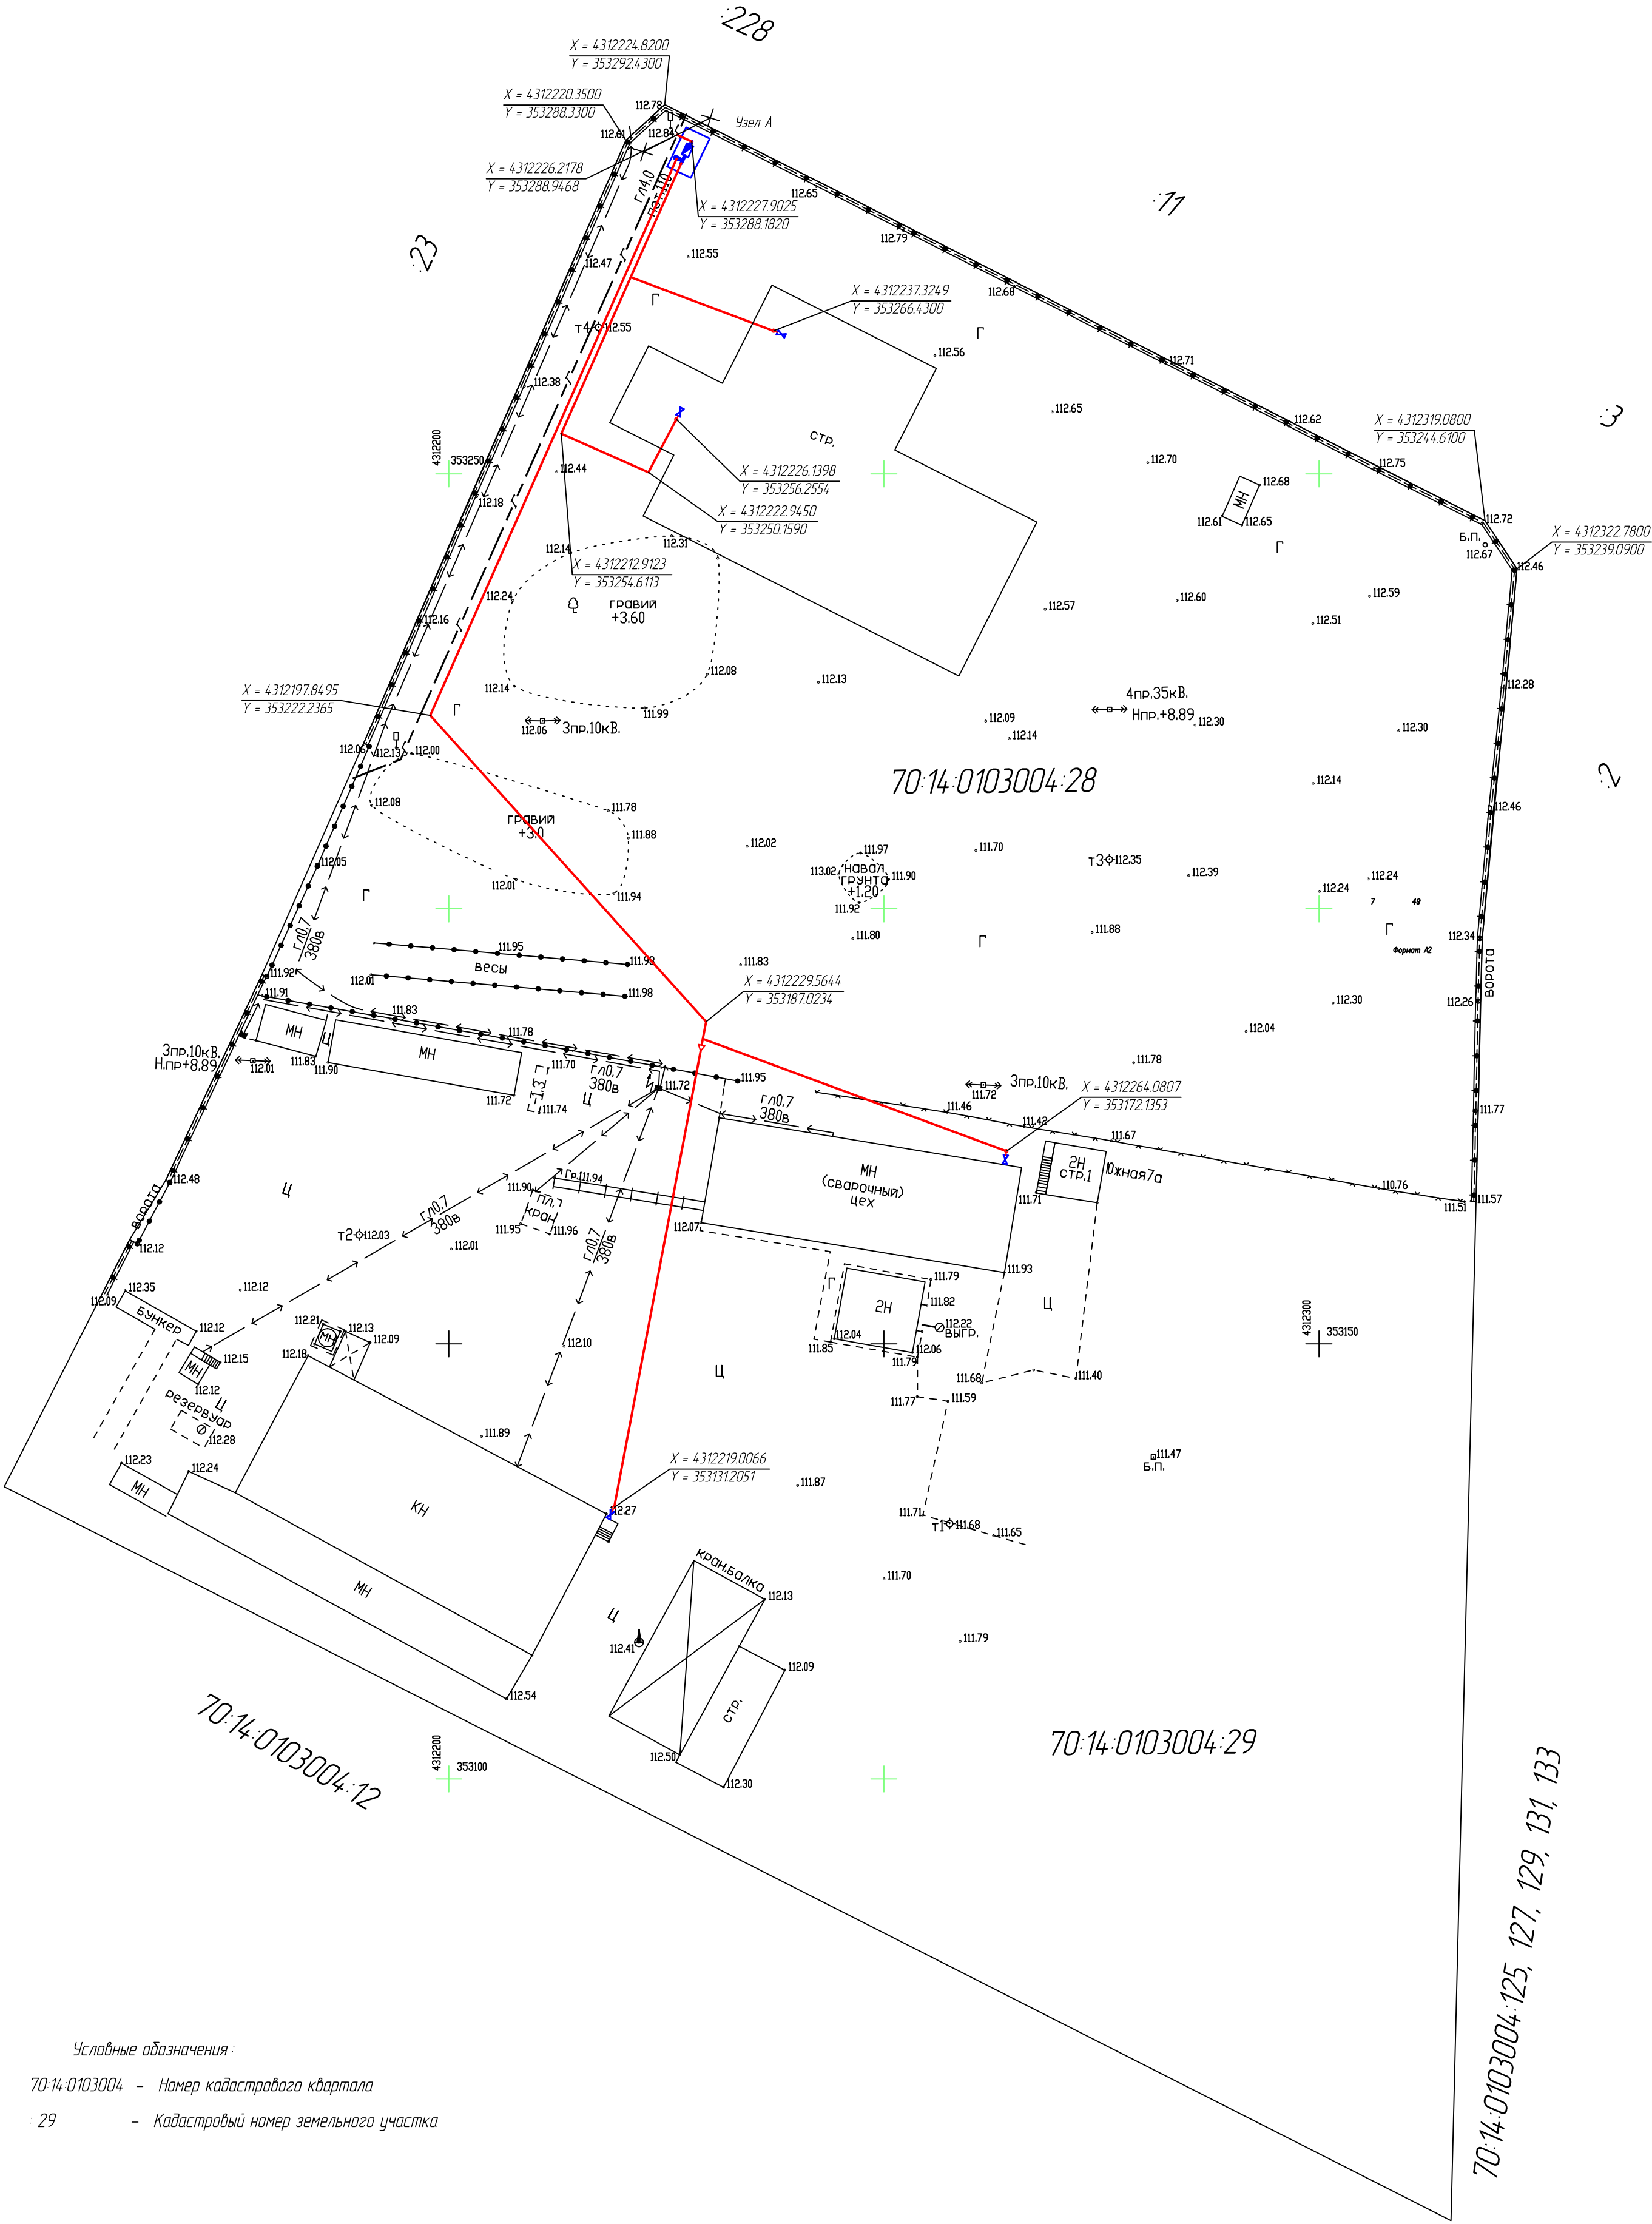 :228
X = 4312224.8200
Y = 353292.4300
X = 4312220.3500
Y = 353288.3300
112.78
Узел А
112.61
112.84
X = 4312226.2178
Y = 353288.9468
гл4.0
ПЭТ.110
X = 4312227.9025
Y = 353288.1820
112.65
:11
112.79
:23
112.47
112.55
X = 4312237.3249
Y = 353266.4300
112.68
Г
Г
т4
112.55
112.56
112.71
112.38
112.65
112.62
X = 4312319.0800
Y = 353244.6100
:3
стр.
4312200
353250
112.44
X = 4312226.1398
Y = 353256.2554
112.70
112.75
112.68
МН
112.18
X = 4312222.9450
Y = 353250.1590
112.61
112.65
112.72
Б.П.
112.67
X = 4312322.7800
Y = 353239.0900
112.46
112.14
112.31
Г
X = 4312212.9123
Y = 353254.6113
112.24
гравий
+3.60
112.57
112.60
112.59
112.16
112.51
112.14
112.08
112.13
112.28
X = 4312197.8495
Y = 353222.2365
Г
111.99
4пр.35кВ.
Нпр.+8.89
112.06
3пр.10кВ.
112.09
112.14
112.30
112.30
112.06
112.13
112.00
70:14:0103004:28
112.14
:2
112.08
111.78
112.46
гравий
+3.0
111.88
112.02
111.70
112.05
111.97
113.02
навал
грунта
+1.20
111.90
111.92
т3
112.35
112.39
112.24
112.24
112.01
111.94
Г
7
49
111.80
111.88
Г
Г
112.34
Формат А2
гл0.7
380в
111.95
111.98
весы
111.92
112.01
111.98
111.83
ворота
X = 4312229.5644
Y = 353187.0234
111.91
111.83
112.30
112.26
МН
Ц
МН
111.78
112.04
3пр.10кВ.
Н.пр+8.89
112.01
111.83
111.90
111.70
гл0.7
380в
111.72
111.95
111.78
-1.3
111.72
111.74
Ц
гл0.7
380в
3пр.10кВ.
111.72
X = 4312264.0807
Y = 353172.1353
111.46
111.42
111.67
111.77
МН
(сварочный)
цех
2Н
стр.1
Южная7а
112.48
Ц
Гр.111.94
111.90
пл.7
кран
111.71
110.76
111.51
111.57
ворота
гл0.7
380в
111.95
111.96
112.07
т2
112.03
112.01
гл0.7
380в
112.12
111.93
112.35
112.12
111.79
112.09
бункер
Г
2Н
111.82
Ц
4312300
353150
112.12
112.21
МН
112.13
112.09
112.10
112.22
выгр.
112.18
112.15
МН
111.85
112.04
112.06
111.79
112.12
Ц
111.68
111.40
резервуар
111.77
111.59
112.28
111.89
Ц
112.23
112.24
X = 4312219.0066
Y = 353131.2051
111.47
Б.П.
МН
КН
111.87
112.27
111.71
т1
111.68
111.65
МН
кран.балка
111.70
112.13
Ц
112.41
111.79
112.09
112.54
стр.
70:14:0103004:12
4312200
353100
112.50
112.30
70:14:0103004:29
70:14:0103004:125, 127, 129, 131, 133
Условные обозначения :
70:14:0103004 – Номер кадастрового квартала
: 29 – Кадастровый номер земельного участка